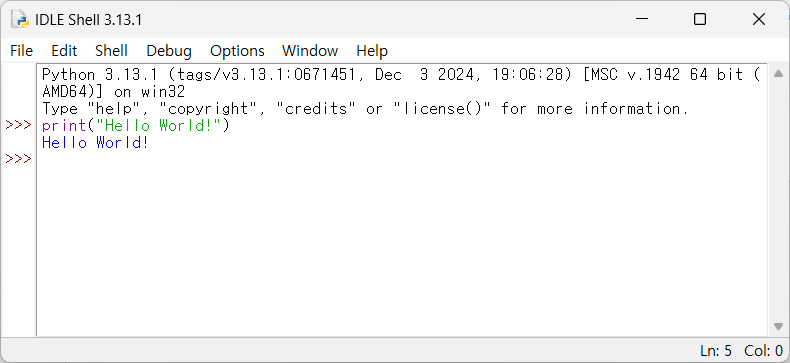 IDLE Shell 3.13.1
File Edit Shell Debug Options Window Help
Python 3.13.1 (tags/v3.13.1:0671451, Dec  3 2024, 19:06:28) [MSC v.1942 64 bit (
AMD64)] on win32
Type "help", "copyright", "credits" or "license()" for more information.
>>> print("Hello World!")
Hello World!
>>>
Ln: 5 Col: 0